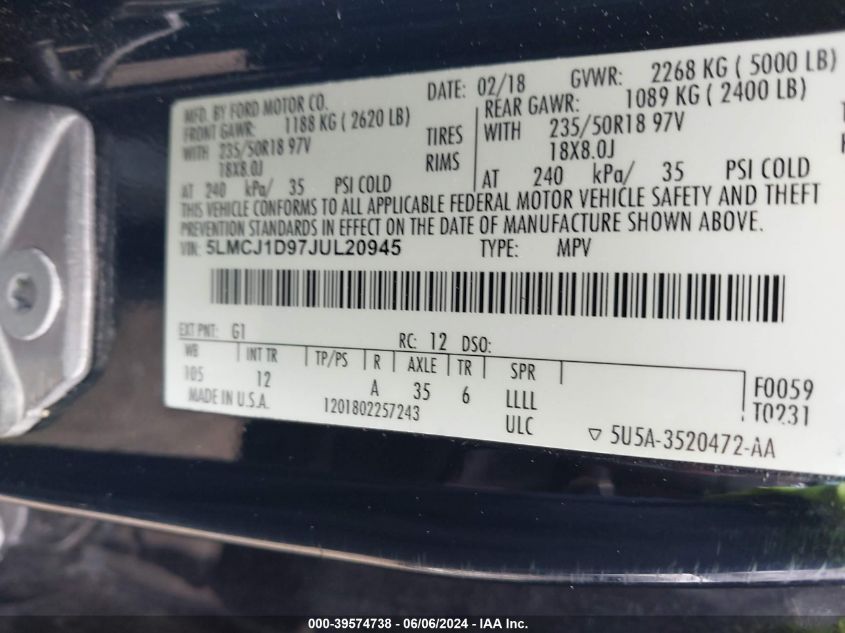 MFD. BY FORD MOTOR CO.
DATE: 02/18 GVWR: 2268 KG ( 5000 LB)
FRONT GAWR: 1188 KG ( 2620 LB) REAR GAWR: 1089 KG ( 2400 LB)
WITH 235/50R18 97V TIRES WITH 235/50R18 97V
18X8.0J RIMS 18X8.0J
AT 240 kPa/ 35 PSI COLD AT 240 kPa/ 35 PSI COLD
THIS VEHICLE CONFORMS TO ALL APPLICABLE FEDERAL MOTOR VEHICLE SAFETY AND THEFT
PREVENTION STANDARDS IN EFFECT ON THE DATE OF MANUFACTURE SHOWN ABOVE.
VIN: 5LMCJ1D97JUL20945 TYPE: MPV
EXT PNT: G1 RC: 12 DSO:
WB INT TR TP/PS R AXLE TR SPR
105 12 A 35 6 LLLL F0059
MADE IN U.S.A. 1201802257243 ULC T0231
▽ 5U5A-3520472-AA
000-39574738 - 06/06/2024 - IAA Inc.